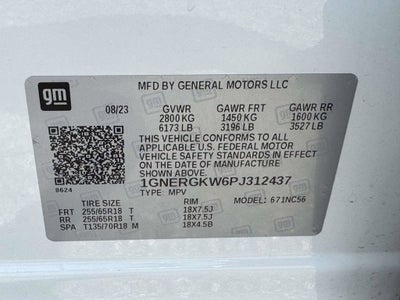 gm
MFD BY GENERAL MOTORS LLC
08/23 GVWR GAWR FRT GAWR RR
2800 KG 1450 KG 1600 KG
6173 LB 3196 LB 3527 LB
THIS VEHICLE CONFORMS TO ALL
APPLICABLE U.S. FEDERAL MOTOR
VEHICLE SAFETY STANDARDS IN EFFECT
ON THE DATE OF MANUFACTURE
SHOWN ABOVE.
8624
1GNERGKW6PJ312437
TYPE: MPV MODEL: 671NC56
TIRE SIZE RIM
FRT 255/65R18 T 18X7.5J
RR 255/65R18 T 18X7.5J
SPA T135/70R18 M 18X4.5B